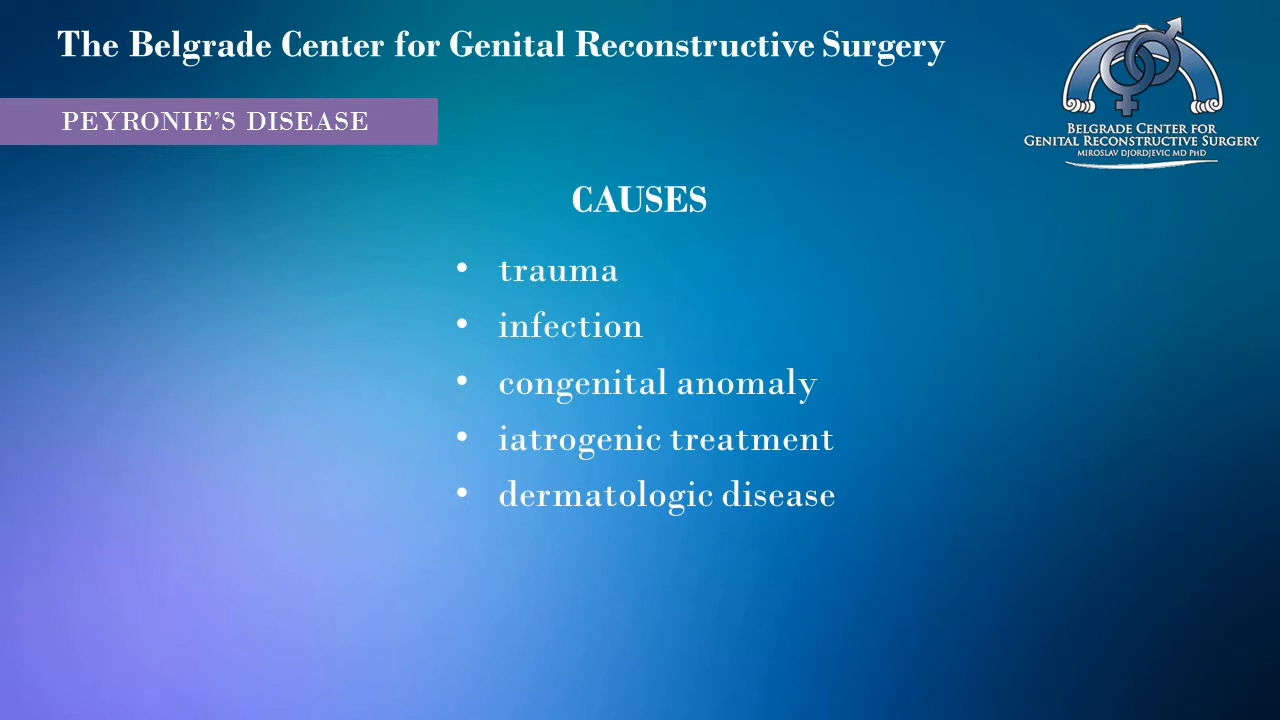 The Belgrade Center for Genital Reconstructive Surgery
PEYRONIE’S DISEASE
BELGRADE CENTER FOR
GENITAL RECONSTRUCTIVE SURGERY
MIROSLAV DJORDJEVIC MD PHD
CAUSES
• trauma
• infection
• congenital anomaly
• iatrogenic treatment
• dermatologic disease